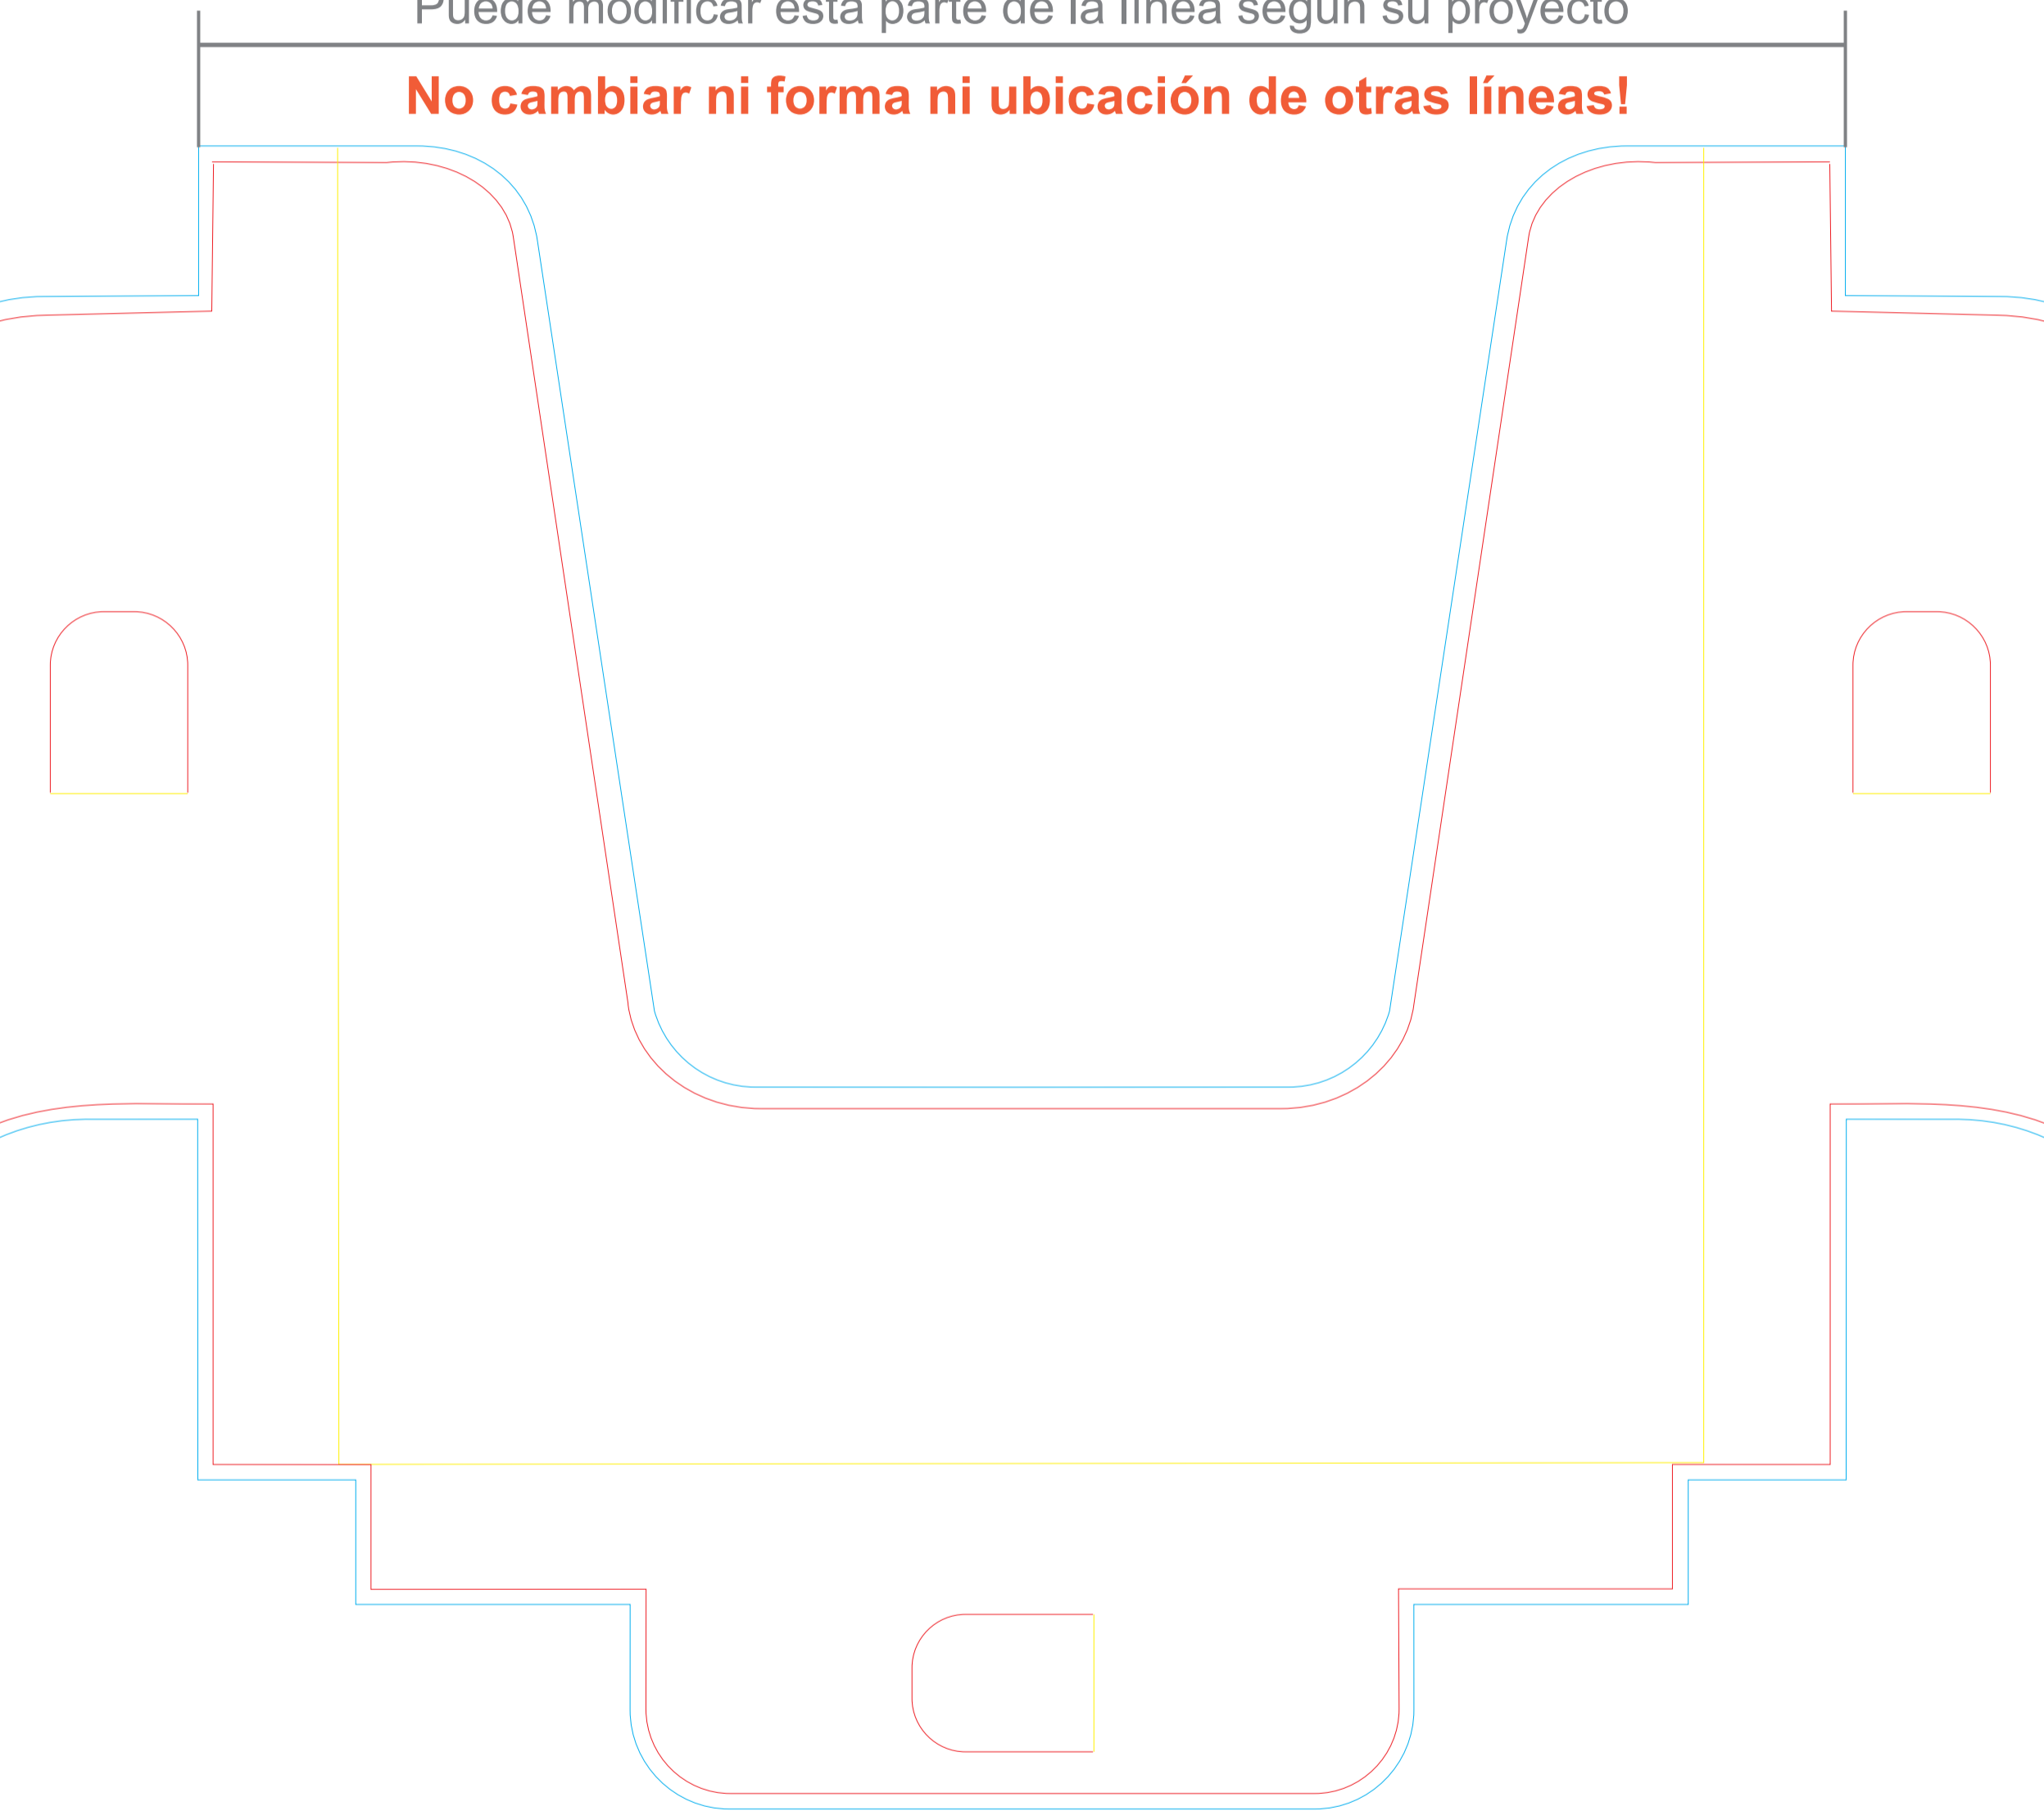 Puede modificar esta parte de la línea según su proyecto
No cambiar ni forma ni ubicación de otras líneas!